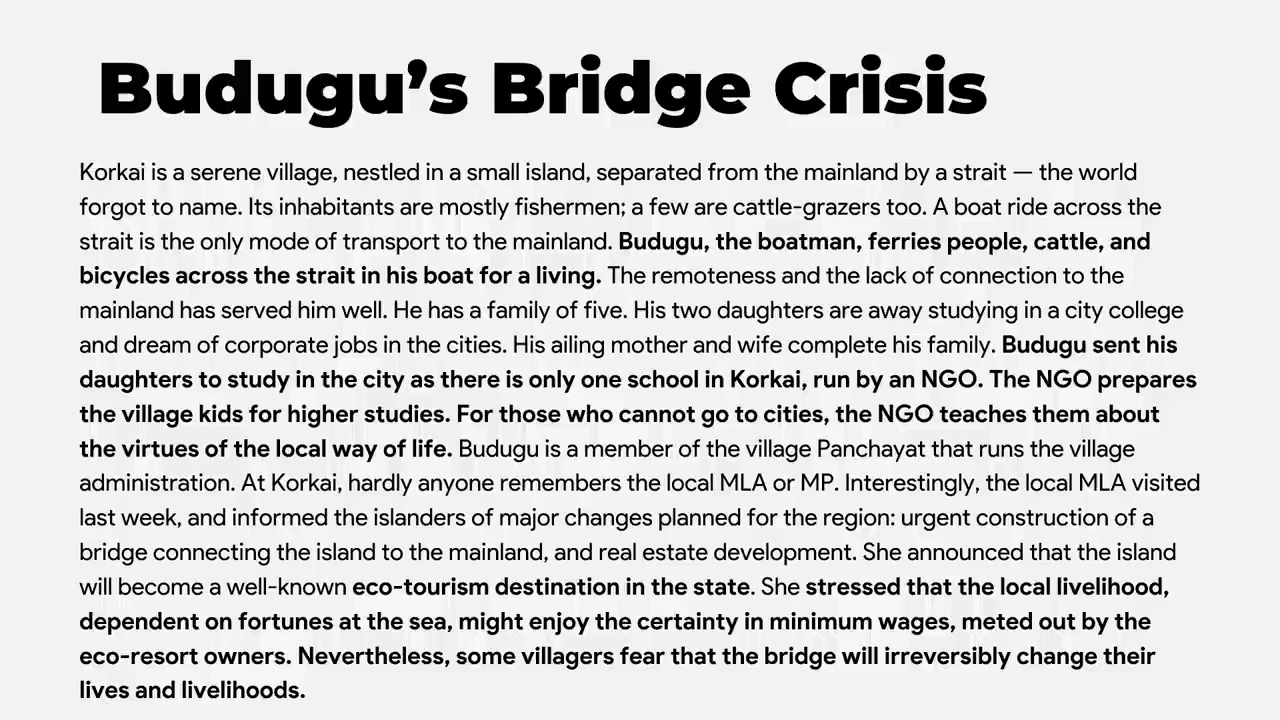 Budugu’s Bridge Crisis
Korkai is a serene village, nestled in a small island, separated from the mainland by a strait — the world
forgot to name. Its inhabitants are mostly fishermen; a few are cattle-grazers too. A boat ride across the
strait is the only mode of transport to the mainland. Budugu, the boatman, ferries people, cattle, and
bicycles across the strait in his boat for a living. The remoteness and the lack of connection to the
mainland has served him well. He has a family of five. His two daughters are away studying in a city college
and dream of corporate jobs in the cities. His ailing mother and wife complete his family. Budugu sent his
daughters to study in the city as there is only one school in Korkai, run by an NGO. The NGO prepares
the village kids for higher studies. For those who cannot go to cities, the NGO teaches them about
the virtues of the local way of life. Budugu is a member of the village Panchayat that runs the village
administration. At Korkai, hardly anyone remembers the local MLA or MP. Interestingly, the local MLA visited
last week, and informed the islanders of major changes planned for the region: urgent construction of a
bridge connecting the island to the mainland, and real estate development. She announced that the island
will become a well-known eco-tourism destination in the state. She stressed that the local livelihood,
dependent on fortunes at the sea, might enjoy the certainty in minimum wages, meted out by the
eco-resort owners. Nevertheless, some villagers fear that the bridge will irreversibly change their
lives and livelihoods.